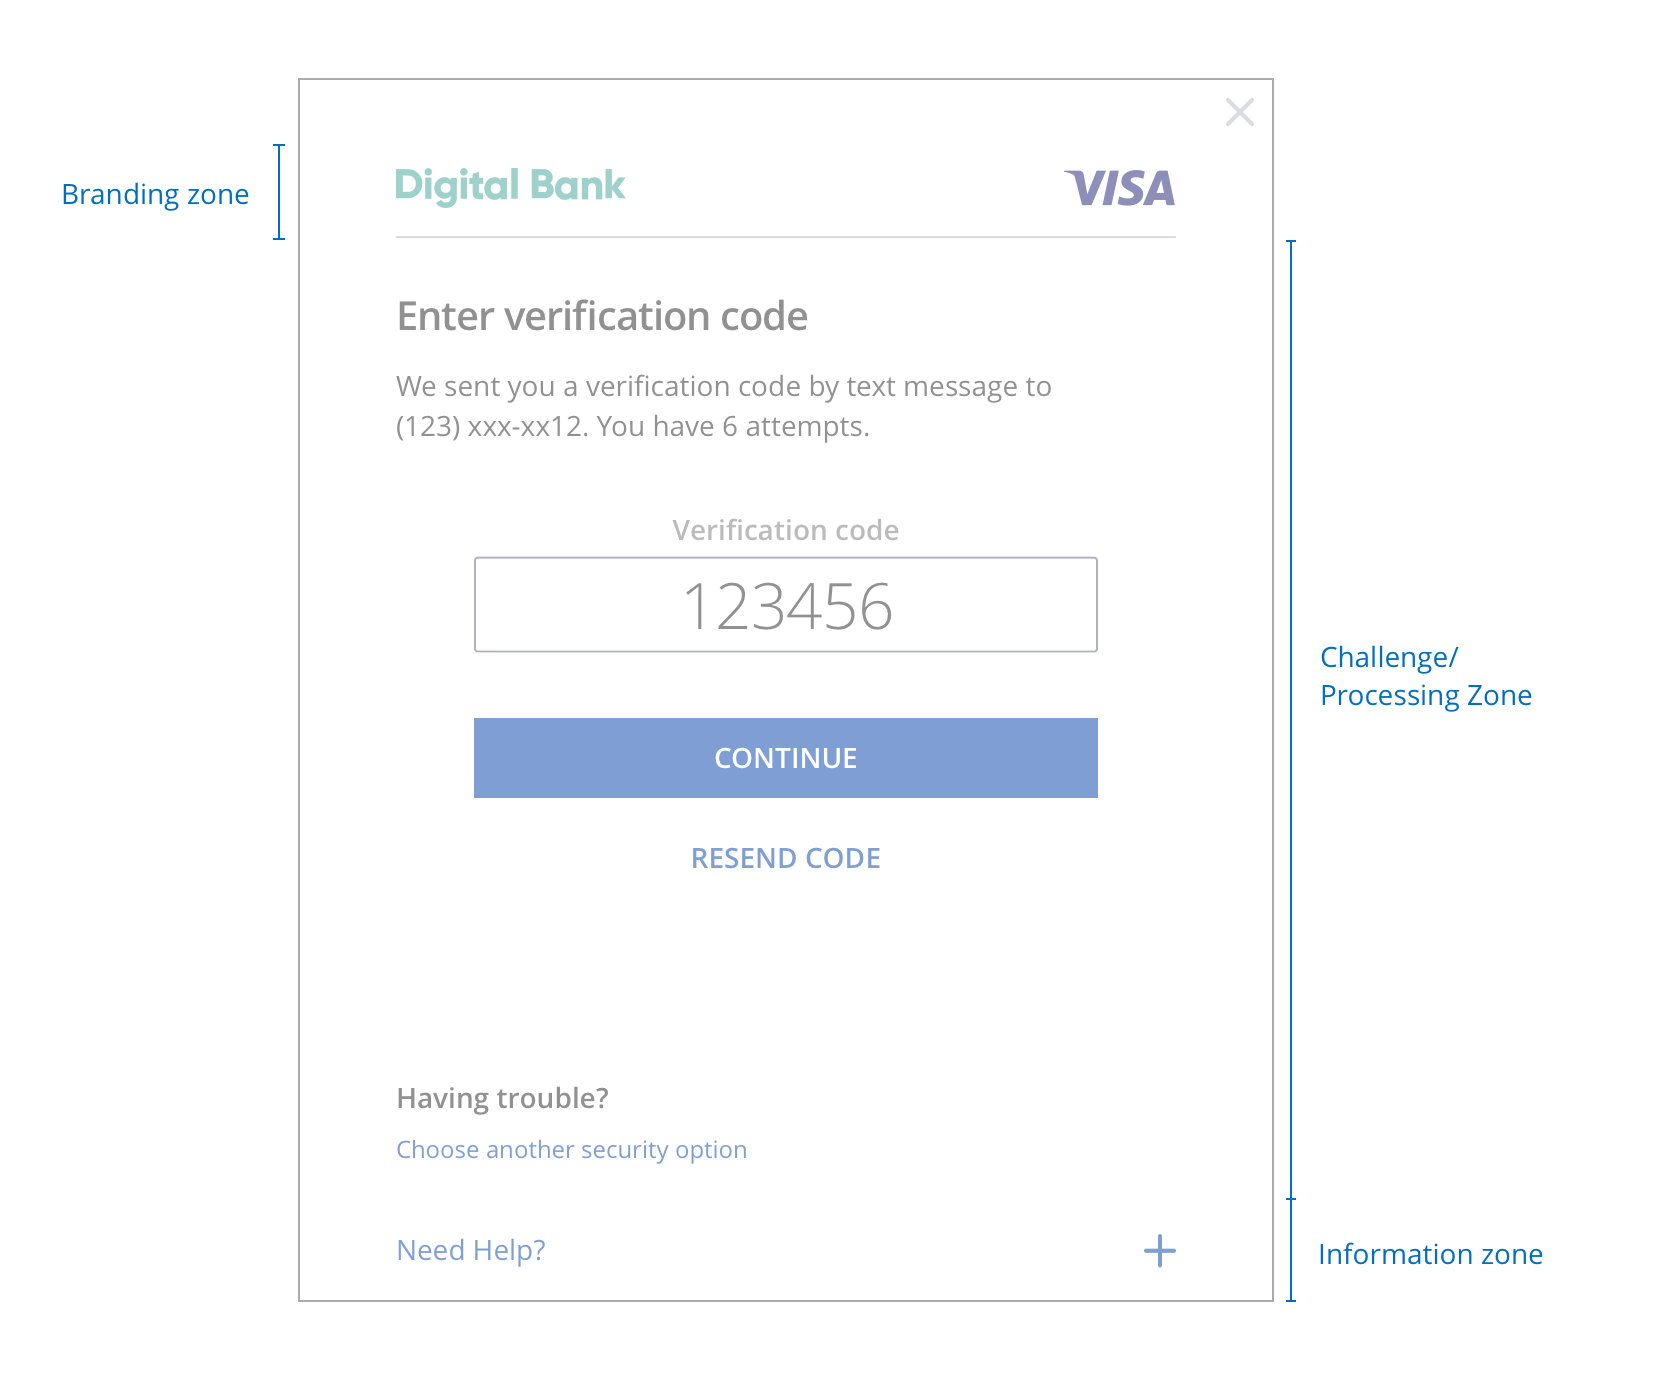 Branding zone
Digital Bank
VISA
Enter verification code
We sent you a verification code by text message to
(123) xxx-xx12. You have 6 attempts.
Verification code
123456
CONTINUE
RESEND CODE
Challenge/
Processing Zone
Having trouble?
Choose another security option
Need Help?
Information zone